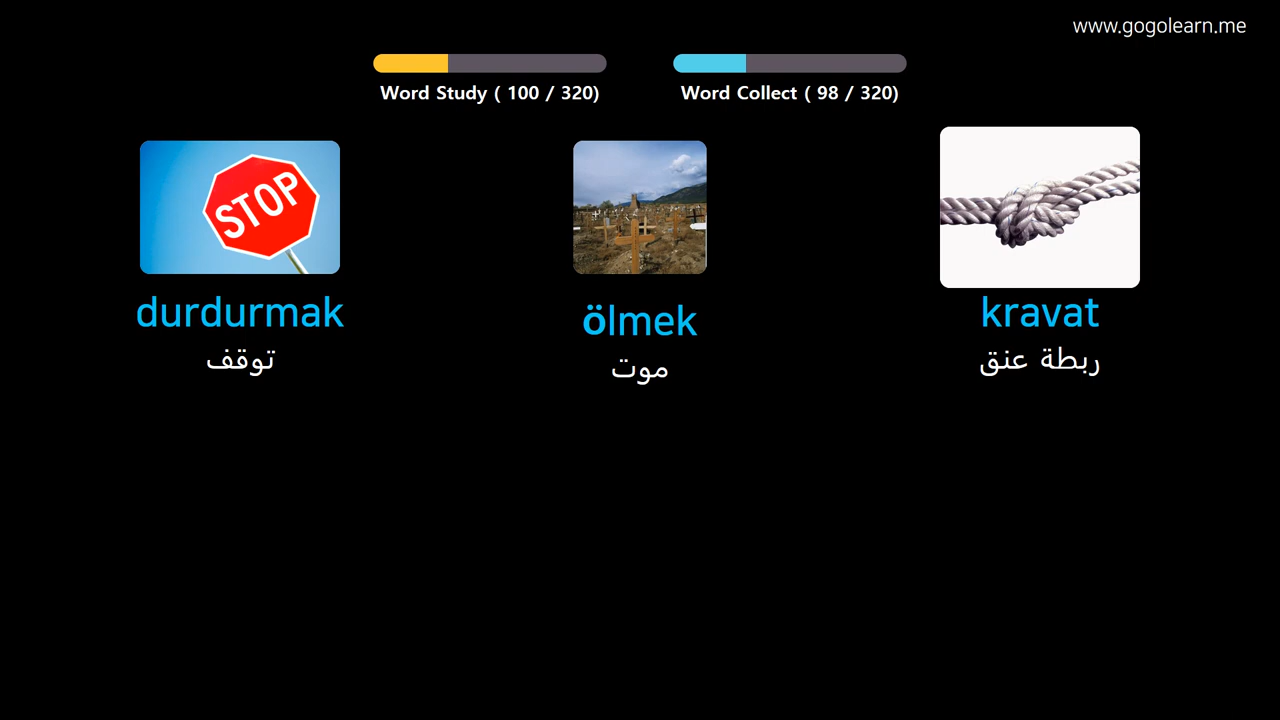 www.gogolearn.me
Word Study ( 100 / 320)
Word Collect ( 98 / 320)
STOP
durdurmak
توقف
ölmek
موت
kravat
ربطة عنق